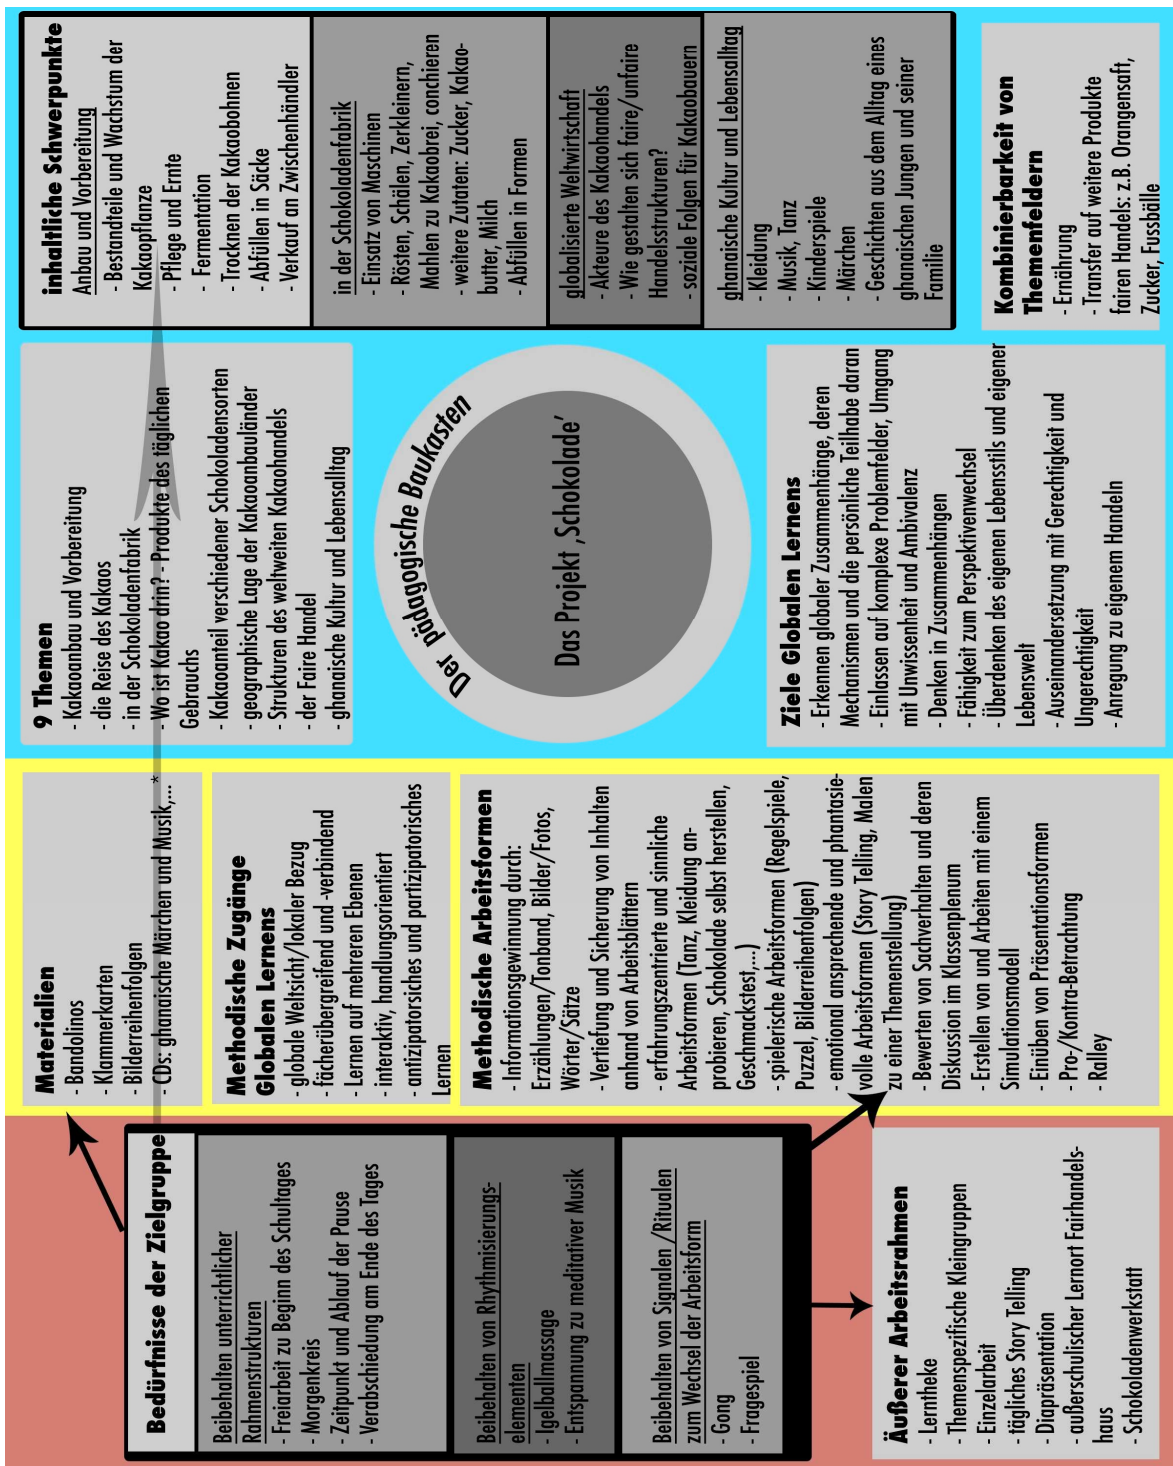 Bedürfnisse der Zielgruppe
Beibehalten unterrichtlicher
Rahmenstrukturen
- Freiarbeit zu Beginn des Schultages
- Morgenkreis
- Zeitpunkt und Ablauf der Pause
- Verabschiedung am Ende des Tages
Beibehalten von Rhythmisierungs-
elementen
- Igelballmassage
- Entspannung zu meditativer Musik
Beibehalten von Signalen /Ritualen
zum Wechsel der Arbeitsform
- Gong
- Fragespiel
Äußerer Arbeitsrahmen
- Lerntheke
- Themenspezifische Kleingruppen
- Einzelarbeit
- tägliches Story Telling
- Diapräsentation
- außerschulischer Lernort Fairhandels-
haus
- Schokoladenwerkstatt
Materialien
- Bandolinos
- Klammerkarten
- Bilderreihenfolgen
- CDs: ghanaische Märchen und Musik,... *
Methodische Zugänge
Globalen Lernens
- globale Weltsicht/lokaler Bezug
- fächerübergreifend und -verbindend
- Lernen auf mehreren Ebenen
- interaktiv, handlungsorientiert
- antizipatorsiches und partizipatorisches
Lernen
Methodische Arbeitsformen
- Informationsgewinnung durch:
Erzählungen/Tonband, Bilder/Fotos,
Wörter/Sätze
- Vertiefung und Sicherung von Inhalten
anhand von Arbeitsblättern
- erfahrungszentrierte und sinnliche
Arbeitsformen (Tanz, Kleidung an-
probieren, Schokolade selbst herstellen,
Geschmackstest,...)
- spielerische Arbeitsformen (Regelspiele,
Puzzel, Bilderreihenfolgen)
- emotional ansprechende und phantasie-
volle Arbeitsformen (Story Telling, Malen
zu einer Themenstellung)
- Bewerten von Sachverhalten und deren
Diskussion im Klassenplenum
- Erstellen von und Arbeiten mit einem
Simulationsmodell
- Einüben von Präsentationsformen
- Pro-/Kontra-Betrachtung
- Ralley
9 Themen
- Kakaoanbau und Vorbereitung
- die Reise des Kakaos
- in der Schokoladenfabrik
- Wo ist Kakao drin? - Produkte des täglichen
Gebrauchs
- Kakaoanteil verschiedener Schokoladensorten
- geographische Lage der Kakaoanbauländer
- Strukturen des weltweiten Kakaohandels
- der Faire Handel
- ghanaische Kultur und Lebensalltag
Der pädagogische Baukasten
Das Projekt ‚Schokolade’
Ziele Globalen Lernens
- Erkennen globaler Zusammenhänge, deren
Mechanismen und die persönliche Teilhabe daran
- Einlassen auf komplexe Problemfelder, Umgang
mit Unwissenheit und Ambivalenz
- Denken in Zusammenhängen
- Fähigkeit zum Perspektivenwechsel
- Überdenken des eigenen Lebensstils und eigener
Lebenswelt
- Auseinandersetzung mit Gerechtigkeit und
Ungerechtigkeit
- Anregung zu eigenem Handeln
inhaltliche Schwerpunkte
Anbau und Vorbereitung
- Bestandteile und Wachstum der
Kakaopflanze
- Pflege und Ernte
- Fermentation
- Trocknen der Kakaobohnen
- Abfüllen in Säcke
- Verkauf an Zwischenhändler
in der Schokoladenfabrik
- Einsatz von Maschinen
- Rösten, Schälen, Zerkleinern,
Mahlen zu Kakaobrei, conchieren
- weitere Zutaten: Zucker, Kakao-
butter, Milch
- Abfüllen in Formen
globalisierte Weltwirtschaft
- Akteure des Kakaohandels
- Wie gestalten sich faire/unfaire
Handelsstrukturen?
- soziale Folgen für Kakaobauern
ghanaische Kultur und Lebensalltag
- Kleidung
- Musik, Tanz
- Kinderspiele
- Märchen
- Geschichten aus dem Alltag eines
ghanaischen Jungen und seiner
Familie
Kombinierbarkeit von
Themenfeldern
- Ernährung
- Transfer auf weitere Produkte
fairen Handels: z.B. Orangensaft,
Zucker, Fussbälle